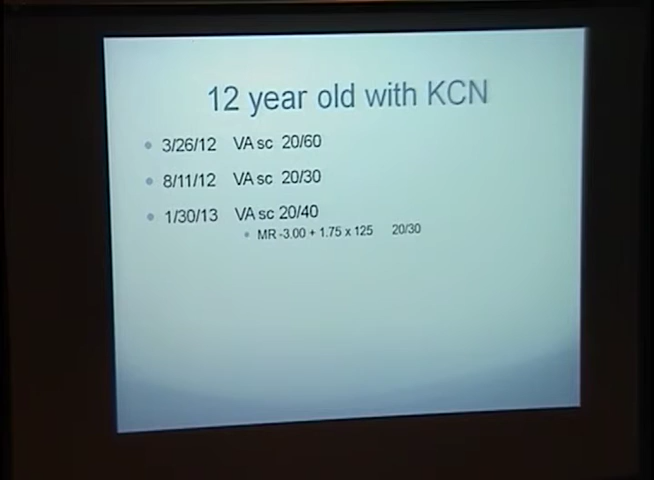 12 year old with KCN
• 3/26/12 VA sc 20/60
• 8/11/12 VA sc 20/30
• 1/30/13 VA sc 20/40
• MR -3.00 + 1.75 x 125 20/30